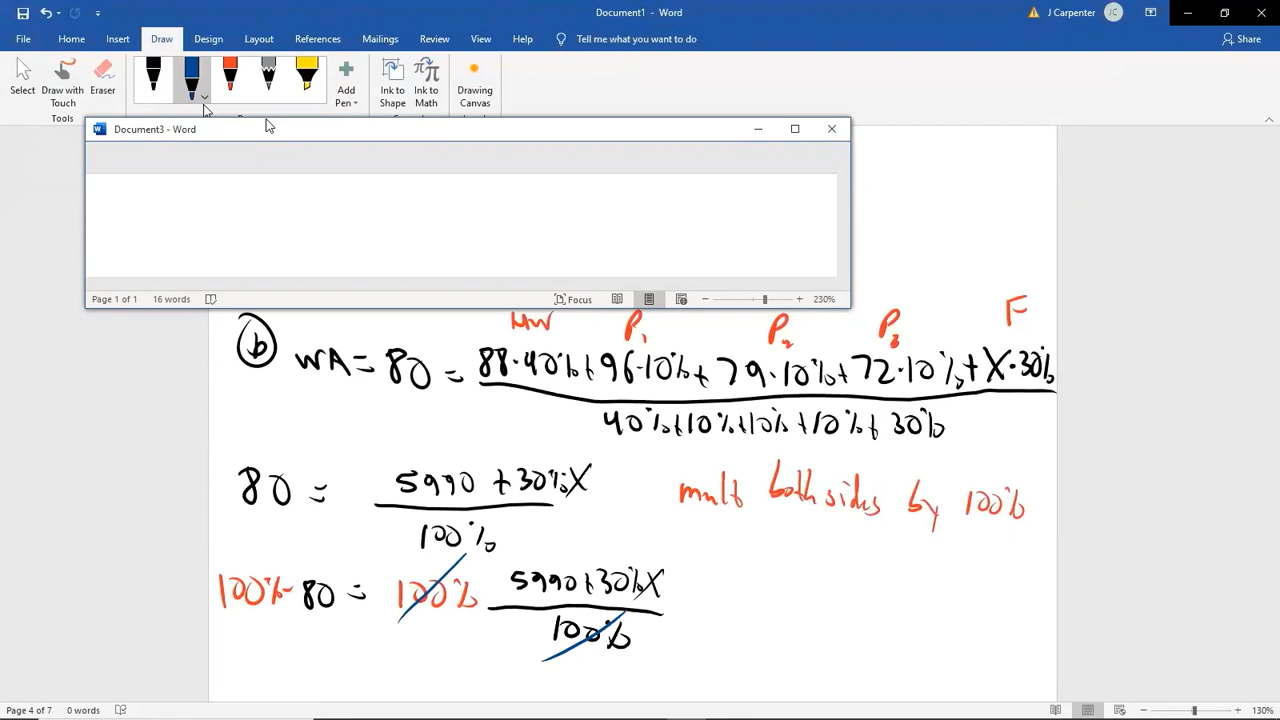 Document1 - Word
J Carpenter
JC
File Home Insert Draw Design Layout References Mailings Review View Help Tell me what you want to do
Share
Select
Draw with Touch
Eraser
Add Pen
Ink to Shape
Ink to Math
Drawing Canvas
Tools
Document3 - Word
Page 1 of 1 16 words Focus 230%
HW P1 P2 P3 F
b WA = 80 = 88·40% + 96·10% + 79·10% + 72·10% + X·30%
40% + 10% + 10% + 10% + 30%
80 = 5990 + 30%X
100%
mult both sides by 100%
100%·80 = 100% 5990 + 30%X
100%
Page 4 of 7 0 words 130%